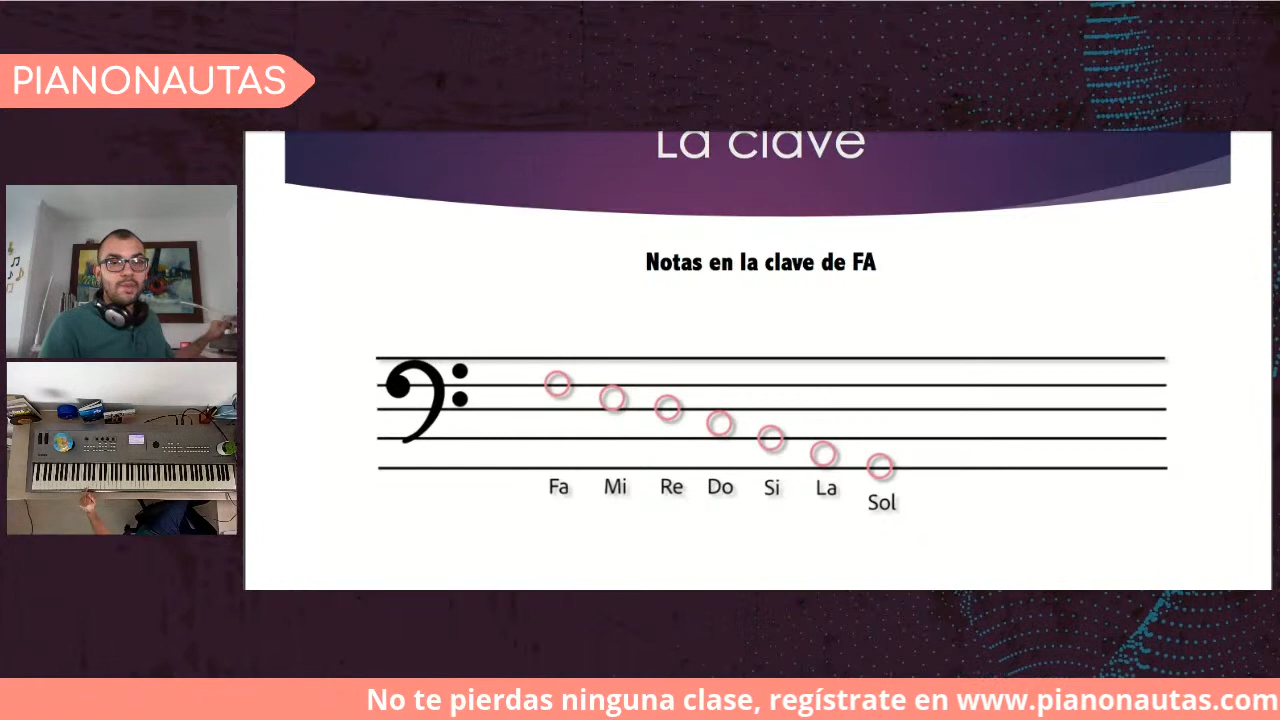 PIANONAUTAS
La clave
Notas en la clave de FA
Fa Mi Re Do Si La Sol
No te pierdas ninguna clase, regístrate en www.pianonautas.com